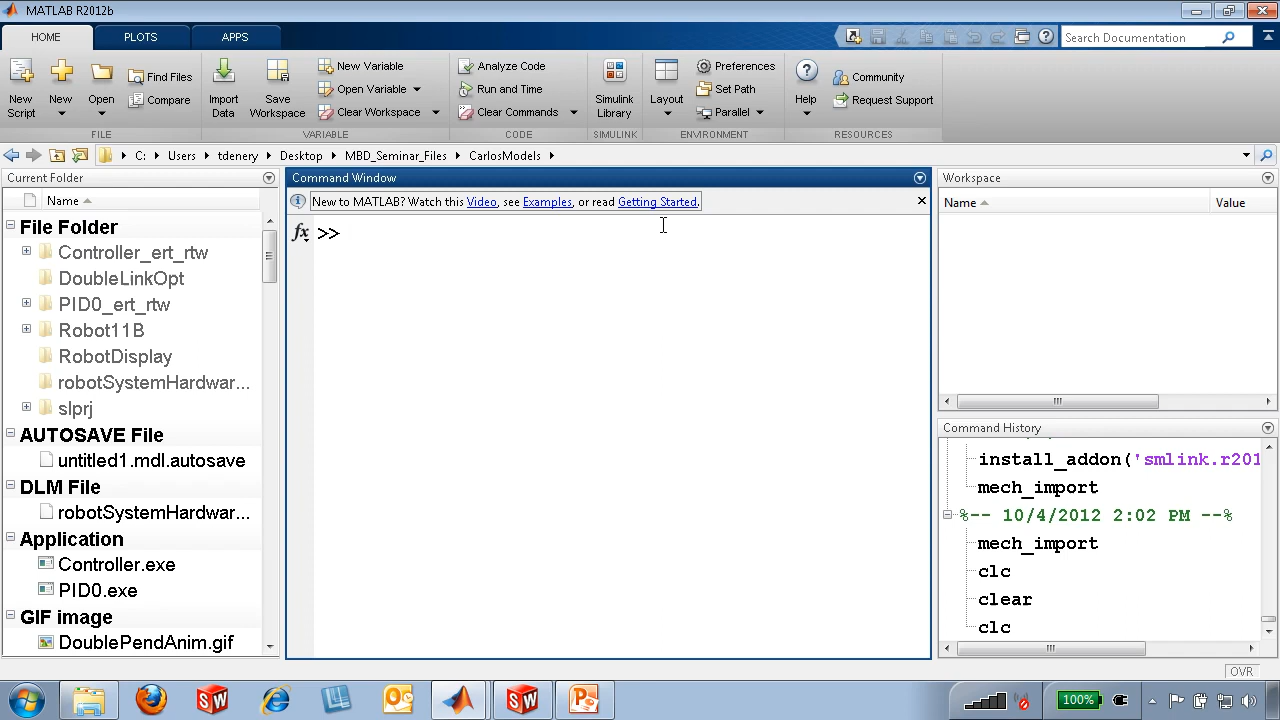 MATLAB R2012b
HOME PLOTS APPS
Search Documentation
New Script
New
Open
Find Files
Compare
Import Data
Save Workspace
New Variable
Open Variable
Clear Workspace
Analyze Code
Run and Time
Clear Commands
Simulink Library
Layout
Preferences
Set Path
Parallel
Help
Community
Request Support
FILE VARIABLE CODE SIMULINK ENVIRONMENT RESOURCES
C: Users tdenery Desktop MBD_Seminar_Files CarlosModels
Current Folder
Name
File Folder
Controller_ert_rtw
DoubleLinkOpt
PID0_ert_rtw
Robot11B
RobotDisplay
robotSystemHardwar...
slprj
AUTOSAVE File
untitled1.mdl.autosave
DLM File
robotSystemHardwar...
Application
Controller.exe
PID0.exe
GIF image
DoublePendAnim.gif
Command Window
New to MATLAB? Watch this Video, see Examples, or read Getting Started.
fx >>
Workspace
Name Value
Command History
install_addon('smlink.r201
mech_import
%-- 10/4/2012 2:02 PM --%
mech_import
clc
clear
clc
OVR
100%